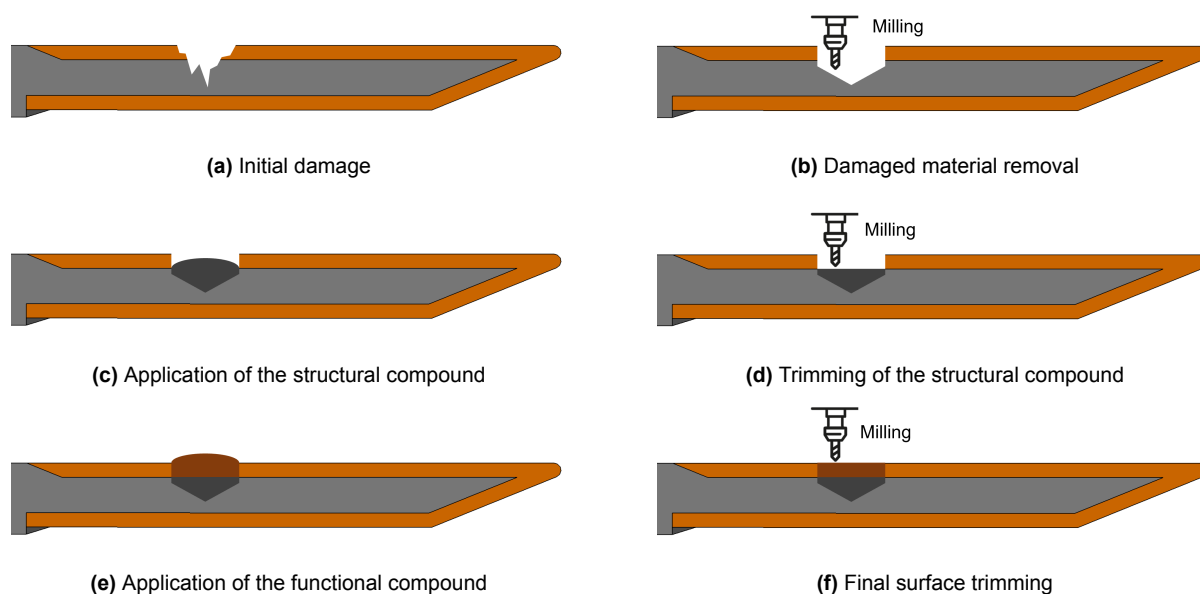 Milling
(a) Initial damage
(b) Damaged material removal
Milling
(c) Application of the structural compound
(d) Trimming of the structural compound
Milling
(e) Application of the functional compound
(f) Final surface trimming